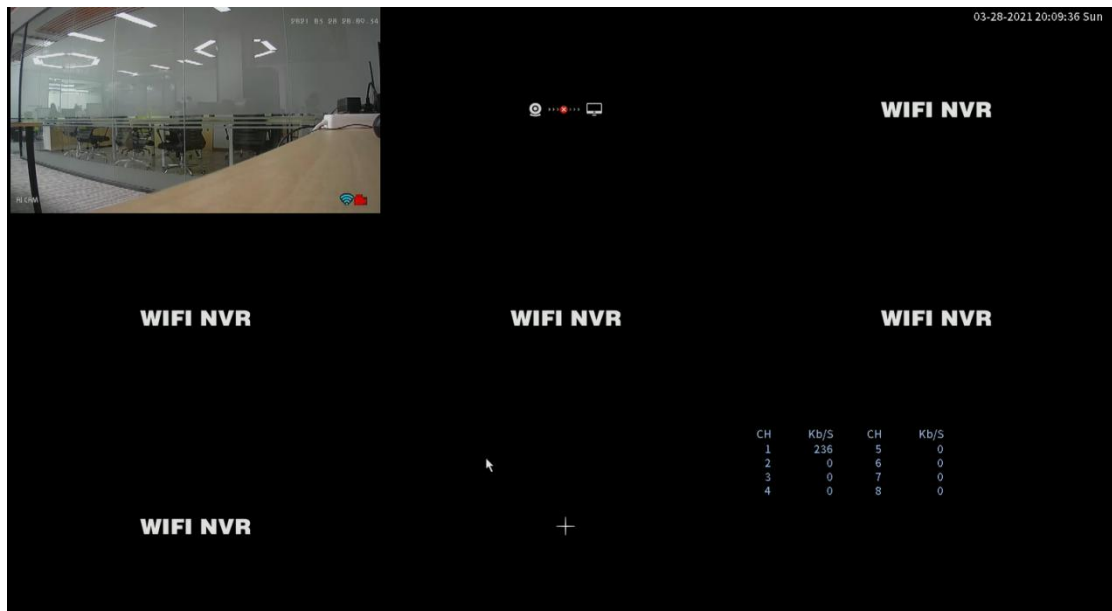 03-28-2021 20:09:36 Sun
HICAM
WIFI NVR
WIFI NVR
WIFI NVR
WIFI NVR
CH Kb/S CH Kb/S
1 236 5 0
2 0 6 0
3 0 7 0
4 0 8 0
WIFI NVR